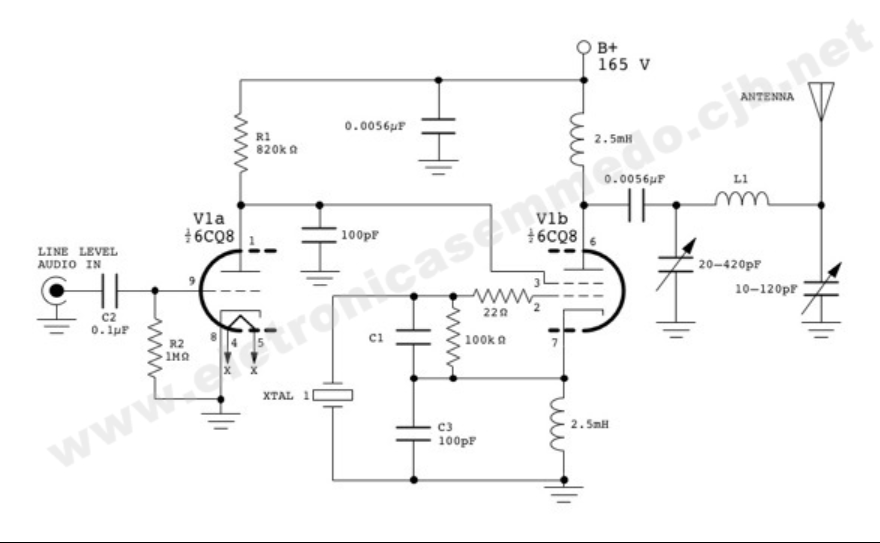 B+
165 V
ANTENNA
R1
820kΩ
0.0056µF
2.5mH
0.0056µF
L1
V1a
½6CQ8
1
100pF
V1b
½6CQ8
6
LINE LEVEL
AUDIO IN
9
3
2
20–420pF
10–120pF
C2
0.1µF
22Ω
R2
1MΩ
8
4
5
C1
100kΩ
7
X
X
XTAL 1
C3
100pF
2.5mH
www.eletronicasemmedo.cjb.net